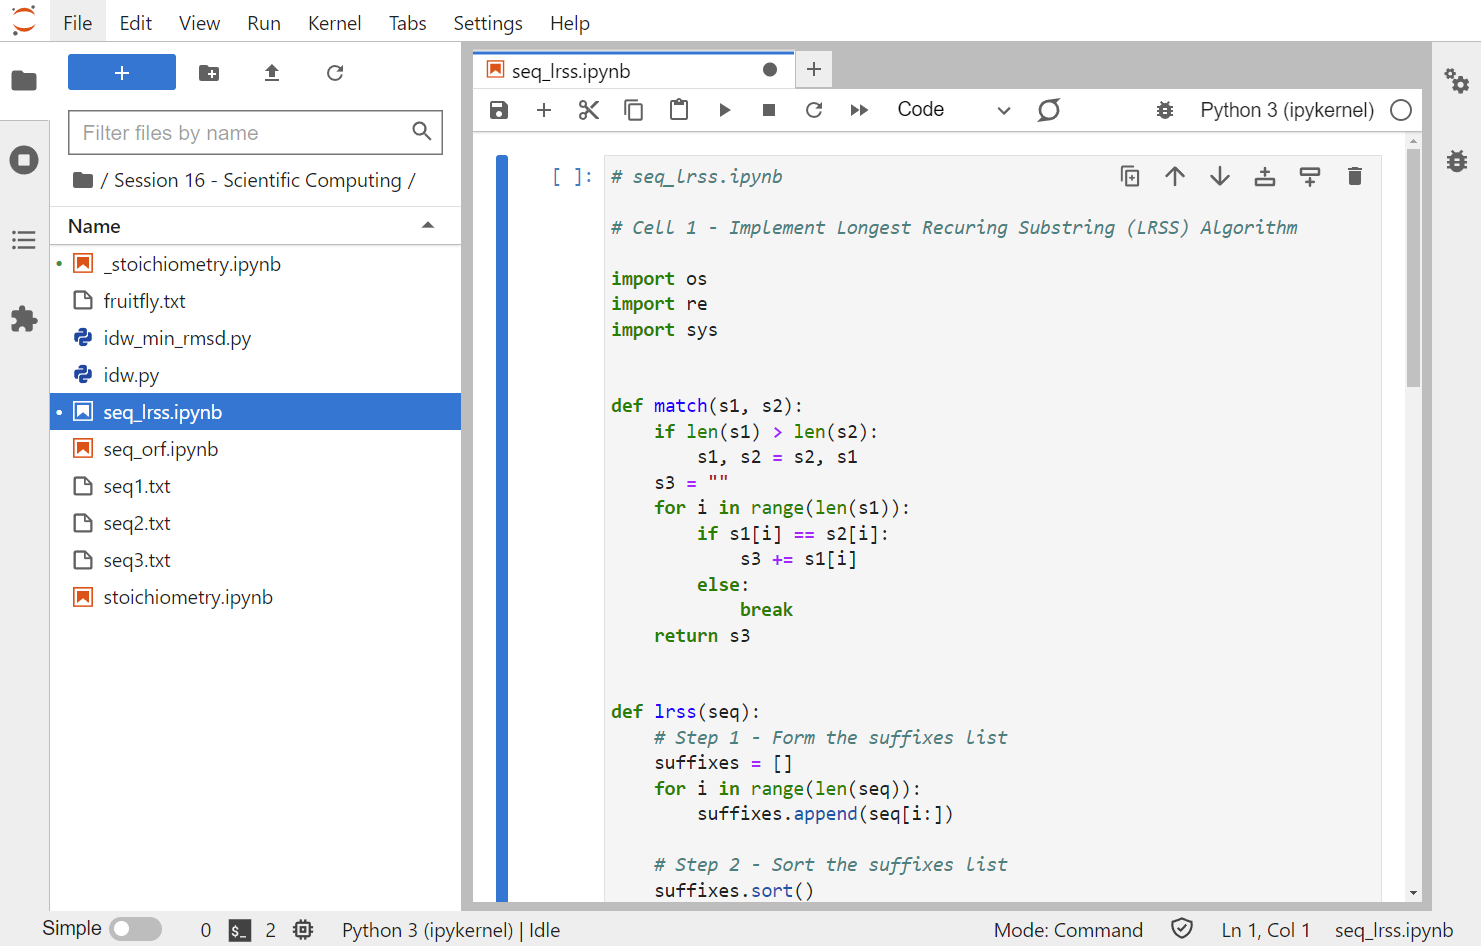 File Edit View Run Kernel Tabs Settings Help
+
Filter files by name
/ Session 16 - Scientific Computing /
Name
_stoichiometry.ipynb
fruitfly.txt
idw_min_rmsd.py
idw.py
seq_lrss.ipynb
seq_orf.ipynb
seq1.txt
seq2.txt
seq3.txt
stoichiometry.ipynb
seq_lrss.ipynb
Code
Python 3 (ipykernel)
[ ]:
# seq_lrss.ipynb
# Cell 1 - Implement Longest Recuring Substring (LRSS) Algorithm
import os
import re
import sys
def match(s1, s2):
    if len(s1) > len(s2):
        s1, s2 = s2, s1
    s3 = ""
    for i in range(len(s1)):
        if s1[i] == s2[i]:
            s3 += s1[i]
        else:
            break
    return s3
def lrss(seq):
    # Step 1 - Form the suffixes list
    suffixes = []
    for i in range(len(seq)):
        suffixes.append(seq[i:])
    # Step 2 - Sort the suffixes list
    suffixes.sort()
Simple 0 $_ 2 Python 3 (ipykernel) | Idle Mode: Command Ln 1, Col 1 seq_lrss.ipynb